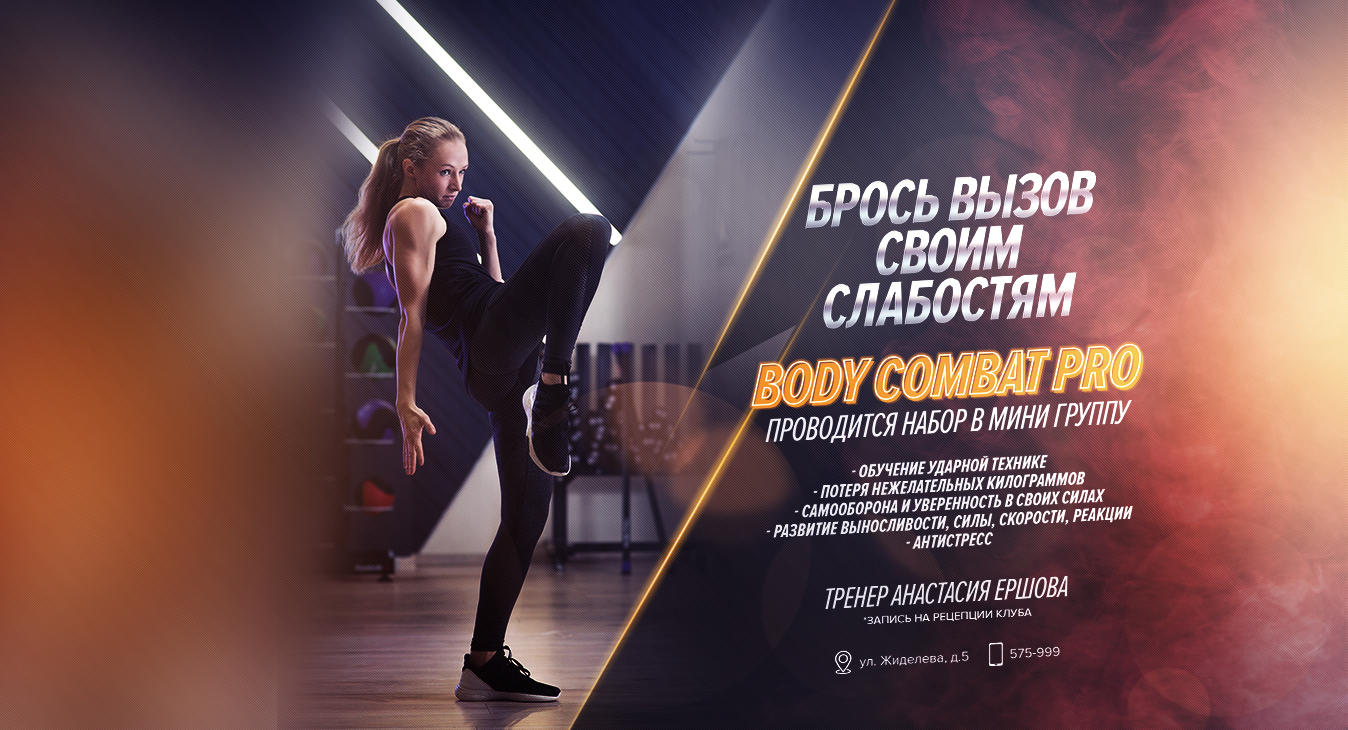 БРОСЬ ВЫЗОВ
СВОИМ
СЛАБОСТЯМ
BODY COMBAT PRO
ПРОВОДИТСЯ НАБОР В МИНИ ГРУППУ
- ОБУЧЕНИЕ УДАРНОЙ ТЕХНИКЕ
- ПОТЕРЯ НЕЖЕЛАТЕЛЬНЫХ КИЛОГРАММОВ
- САМООБОРОНА И УВЕРЕННОСТЬ В СВОИХ СИЛАХ
- РАЗВИТИЕ ВЫНОСЛИВОСТИ, СИЛЫ, СКОРОСТИ, РЕАКЦИИ
- АНТИСТРЕСС
ТРЕНЕР АНАСТАСИЯ ЕРШОВА
*ЗАПИСЬ НА РЕЦЕПЦИИ КЛУБА
ул. Жиделева, д.5 575-999